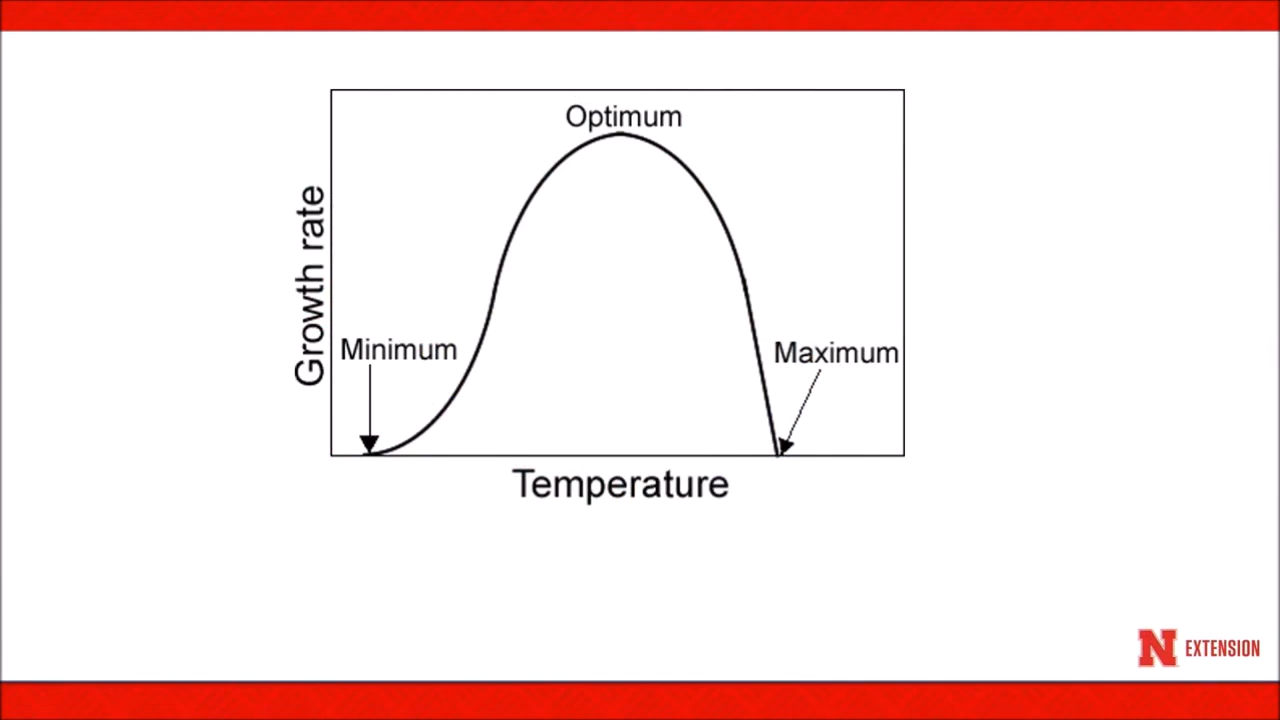 Optimum
Growth rate
Minimum
Maximum
Temperature
N EXTENSION